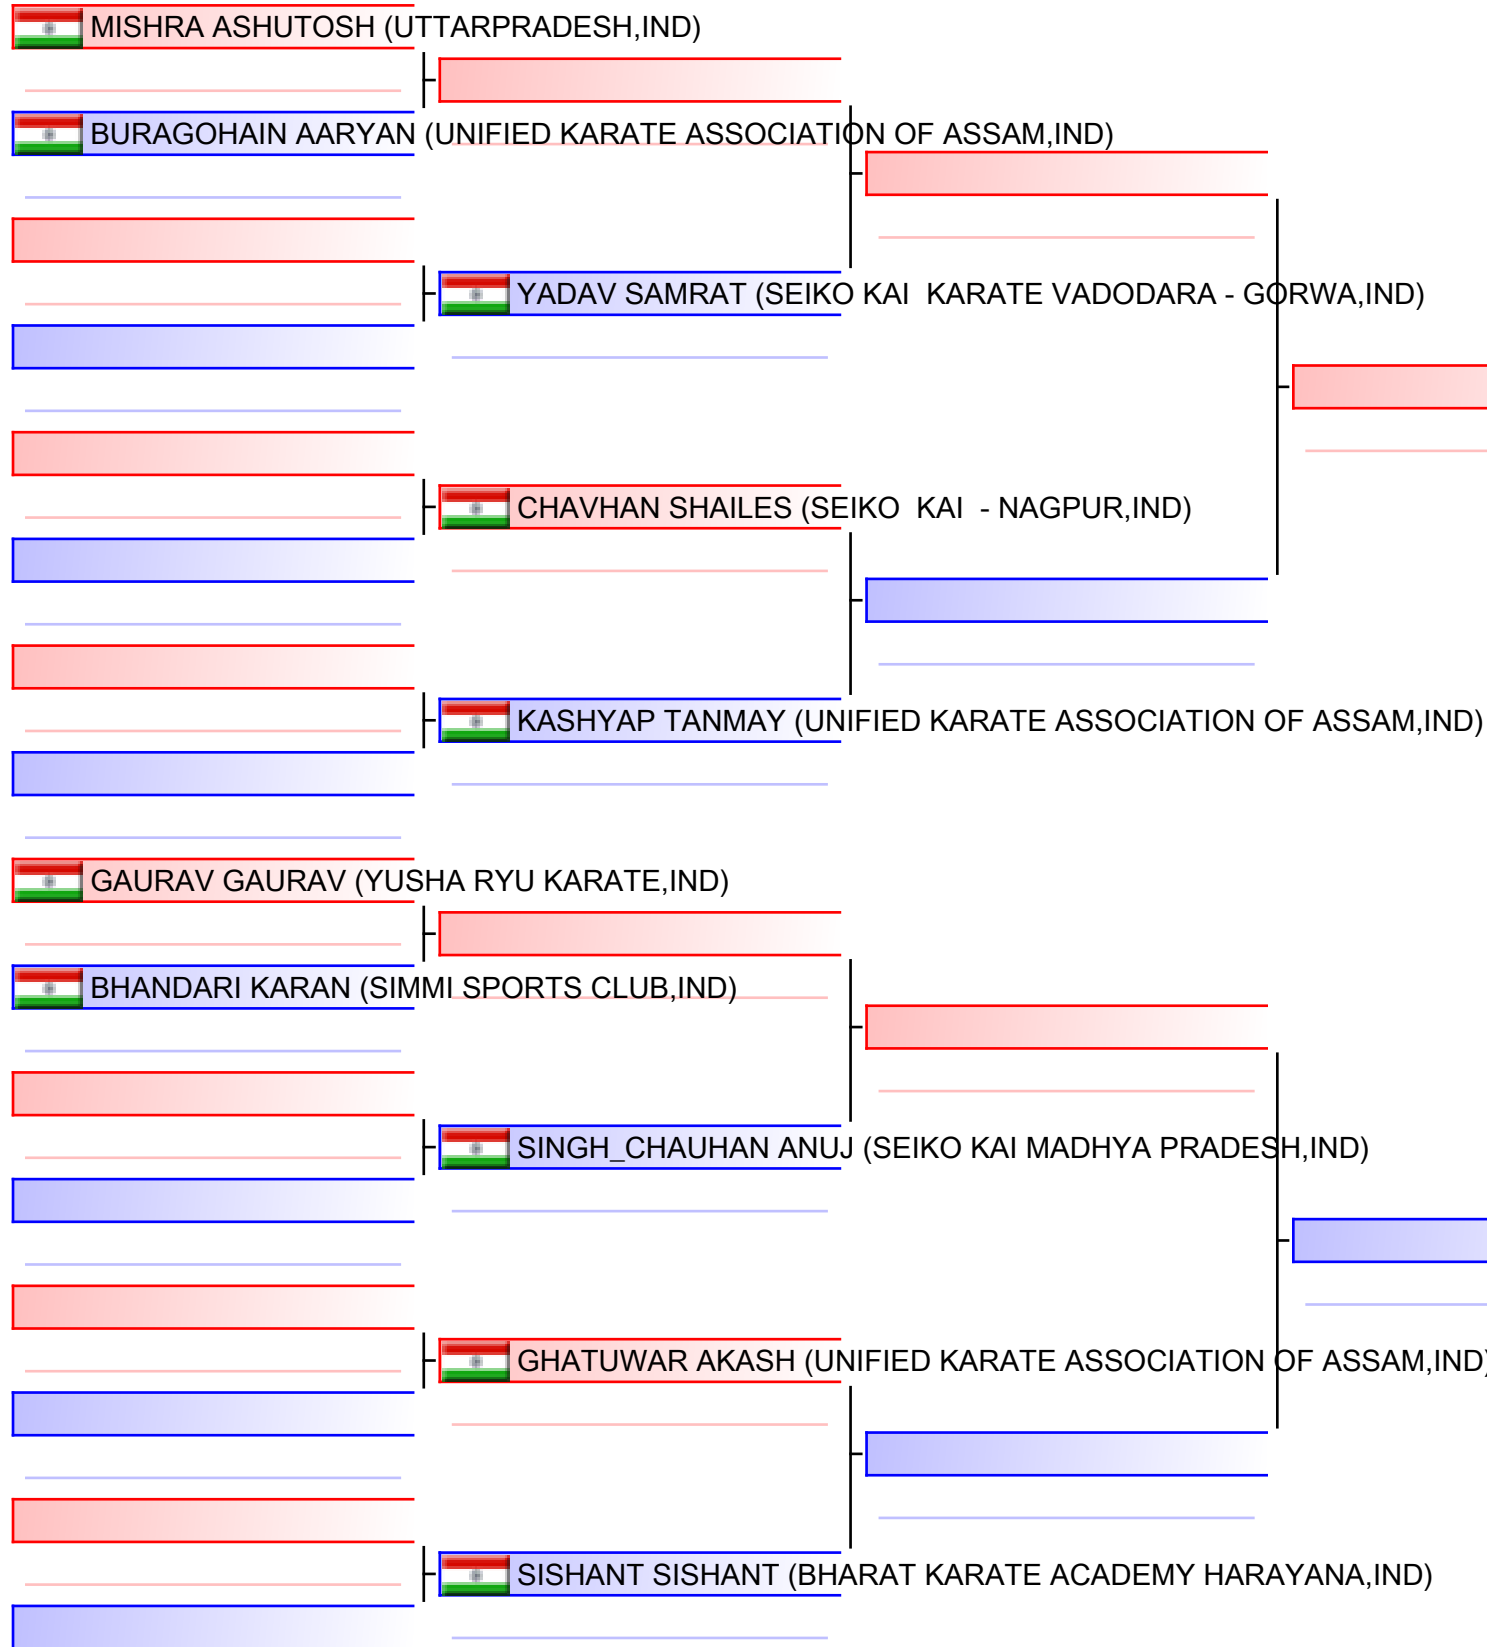 MISHRA ASHUTOSH (UTTARPRADESH,IND)
BURAGOHAIN AARYAN (UNIFIED KARATE ASSOCIATION OF ASSAM,IND)
YADAV SAMRAT (SEIKO KAI  KARATE VADODARA - GORWA,IND)
CHAVHAN SHAILES (SEIKO  KAI  - NAGPUR,IND)
KASHYAP TANMAY (UNIFIED KARATE ASSOCIATION OF ASSAM,IND)
GAURAV GAURAV (YUSHA RYU KARATE,IND)
BHANDARI KARAN (SIMMI SPORTS CLUB,IND)
SINGH_CHAUHAN ANUJ (SEIKO KAI MADHYA PRADESH,IND)
GHATUWAR AKASH (UNIFIED KARATE ASSOCIATION OF ASSAM,IND)
SISHANT SISHANT (BHARAT KARATE ACADEMY HARAYANA,IND)